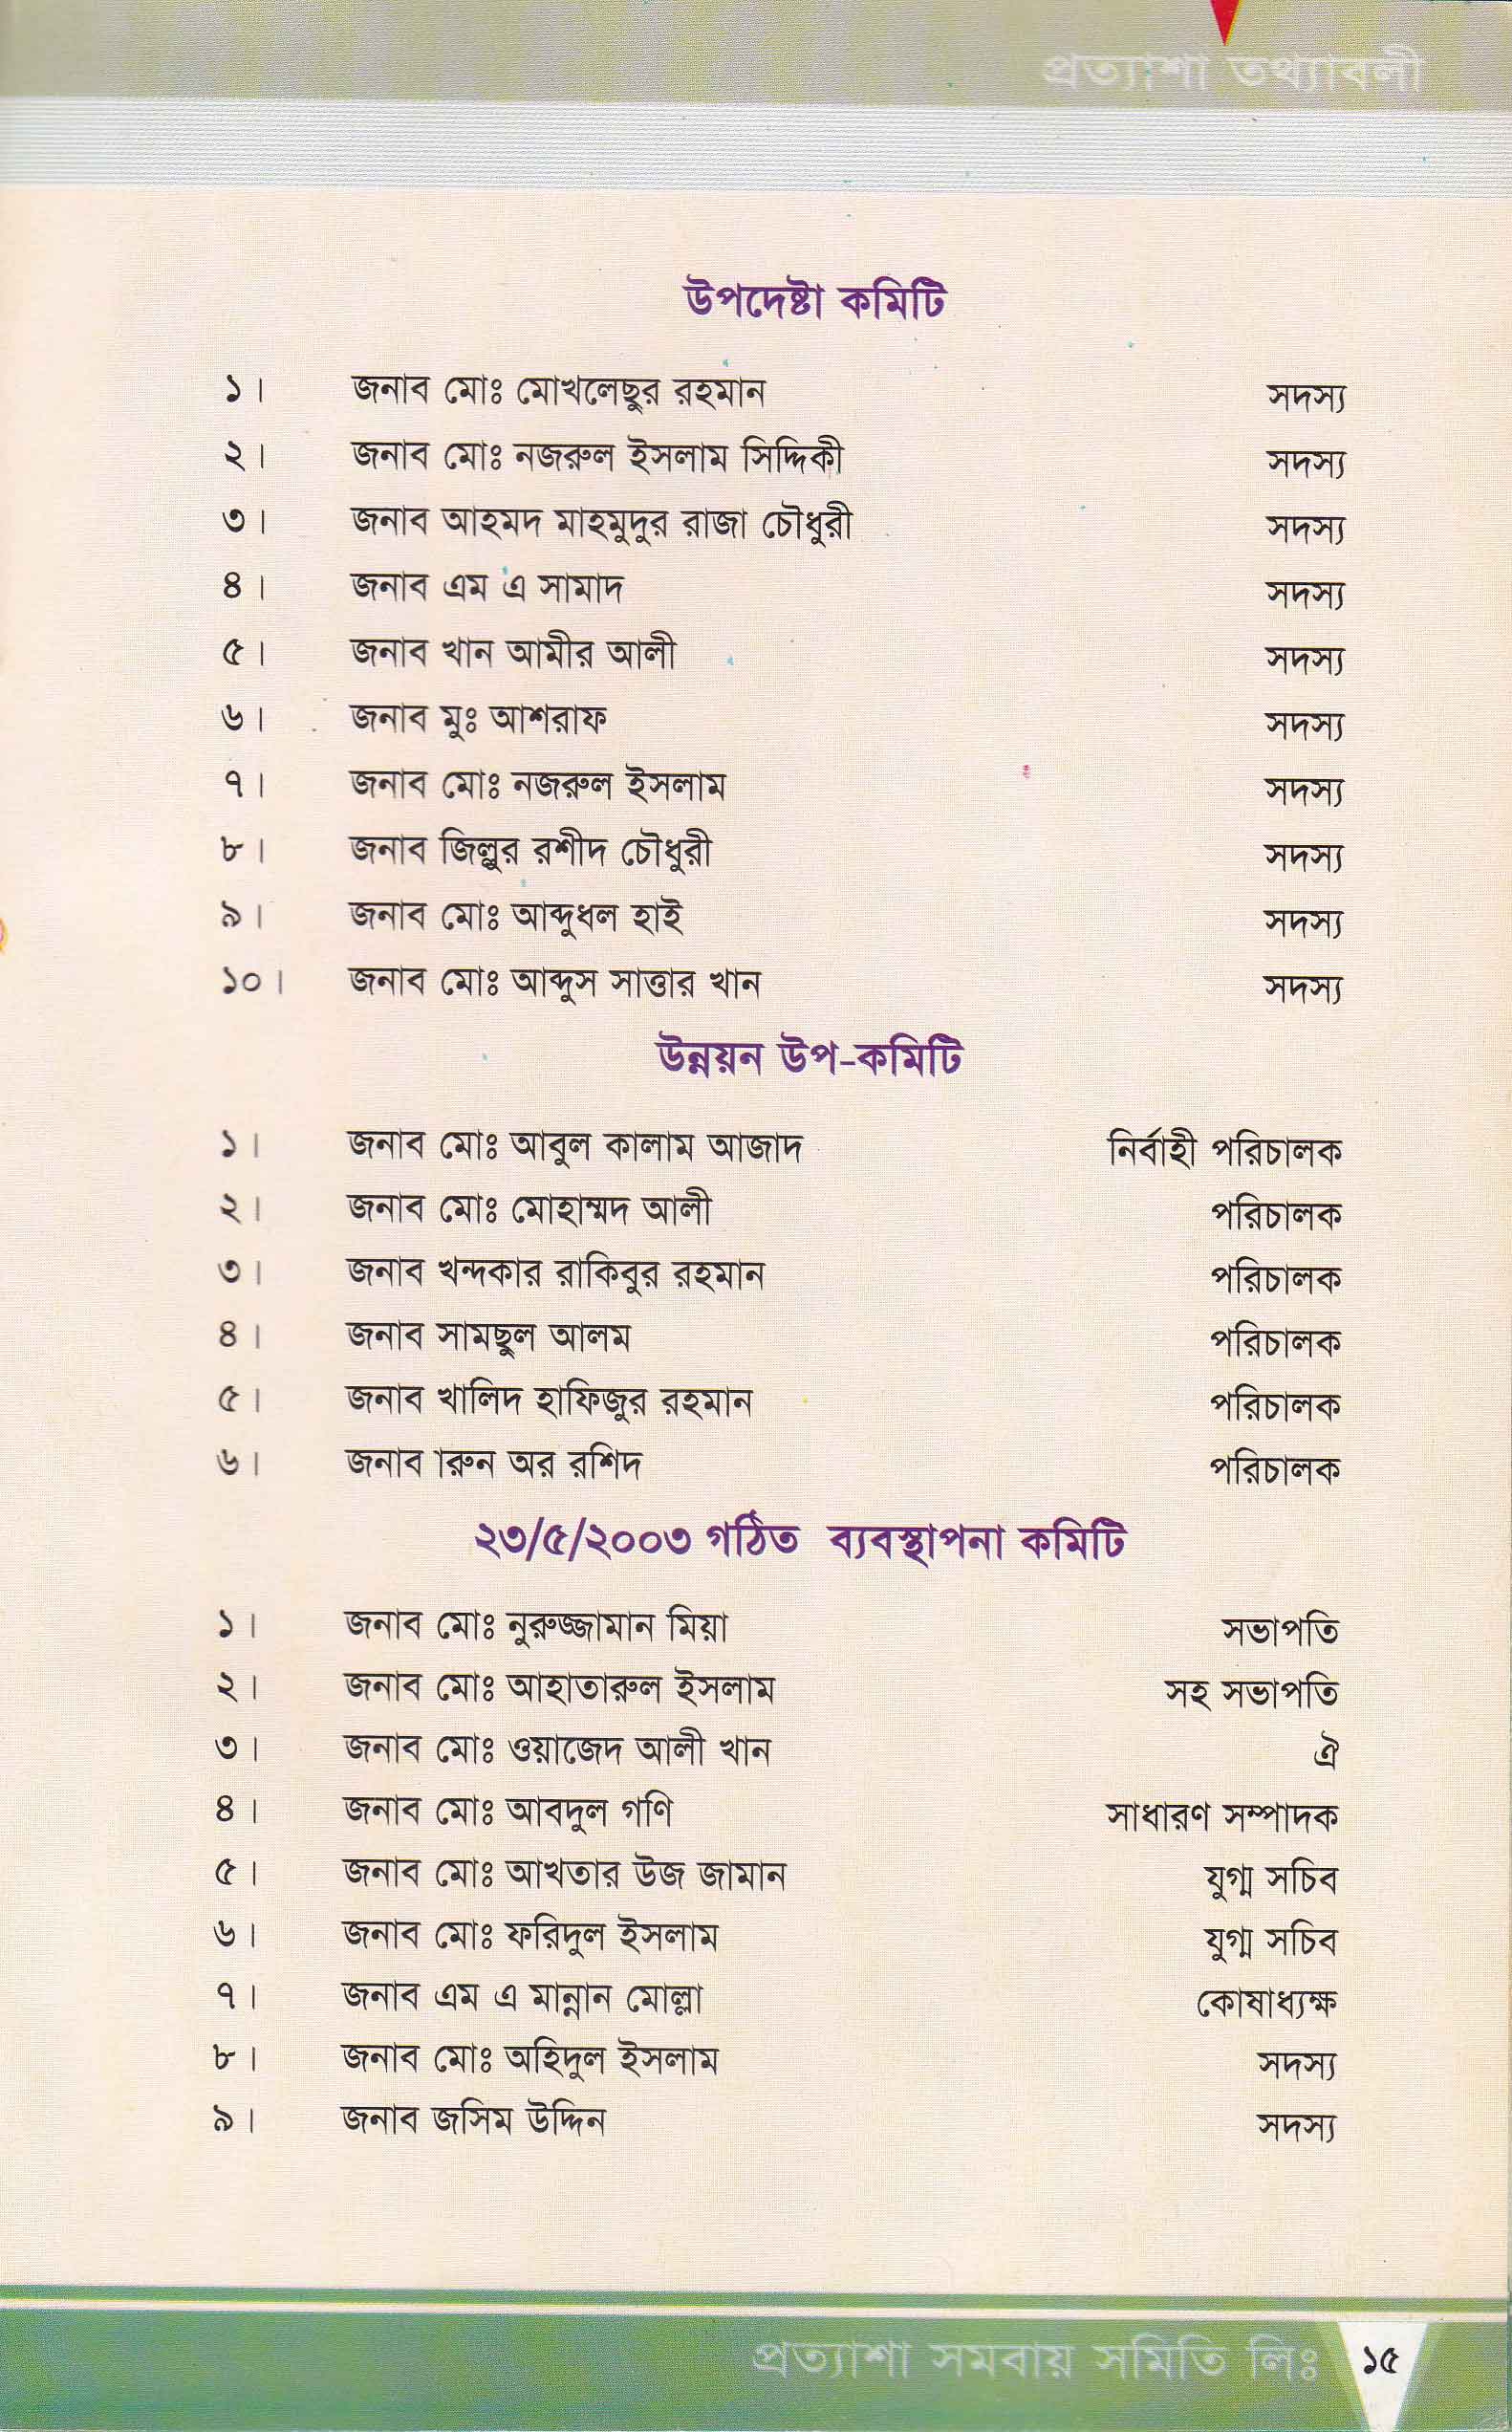 প্রত্যাশা তথ্যাবলী
উপদেষ্টা কমিটি
১। জনাব মোঃ মোখলেছুর রহমান সদস্য
২। জনাব মোঃ নজরুল ইসলাম সিদ্দিকী সদস্য
৩। জনাব আহমদ মাহমুদুর রাজা চৌধুরী সদস্য
৪। জনাব এম এ সামাদ সদস্য
৫। জনাব খান আমীর আলী সদস্য
৬। জনাব মুঃ আশরাফ সদস্য
৭। জনাব মোঃ নজরুল ইসলাম সদস্য
৮। জনাব জিল্লুর রশীদ চৌধুরী সদস্য
৯। জনাব মোঃ আব্দুধল হাই সদস্য
১০। জনাব মোঃ আব্দুস সাত্তার খান সদস্য
উন্নয়ন উপ-কমিটি
১। জনাব মোঃ আবুল কালাম আজাদ নির্বাহী পরিচালক
২। জনাব মোঃ মোহাম্মদ আলী পরিচালক
৩। জনাব খন্দকার রাকিবুর রহমান পরিচালক
৪। জনাব সামছুল আলম পরিচালক
৫। জনাব খালিদ হাফিজুর রহমান পরিচালক
৬। জনাব ারুন অর রশিদ পরিচালক
২৩/৫/২০০৩ গঠিত ব্যবস্থাপনা কমিটি
১। জনাব মোঃ নুরুজ্জামান মিয়া সভাপতি
২। জনাব মোঃ আহাতারুল ইসলাম সহ সভাপতি
৩। জনাব মোঃ ওয়াজেদ আলী খান ঐ
৪। জনাব মোঃ আবদুল গণি সাধারণ সম্পাদক
৫। জনাব মোঃ আখতার উজ জামান যুগ্ম সচিব
৬। জনাব মোঃ ফরিদুল ইসলাম যুগ্ম সচিব
৭। জনাব এম এ মান্নান মোল্লা কোষাধ্যক্ষ
৮। জনাব মোঃ অহিদুল ইসলাম সদস্য
৯। জনাব জসিম উদ্দিন সদস্য
প্রত্যাশা সমবায় সমিতি লিঃ ১৫